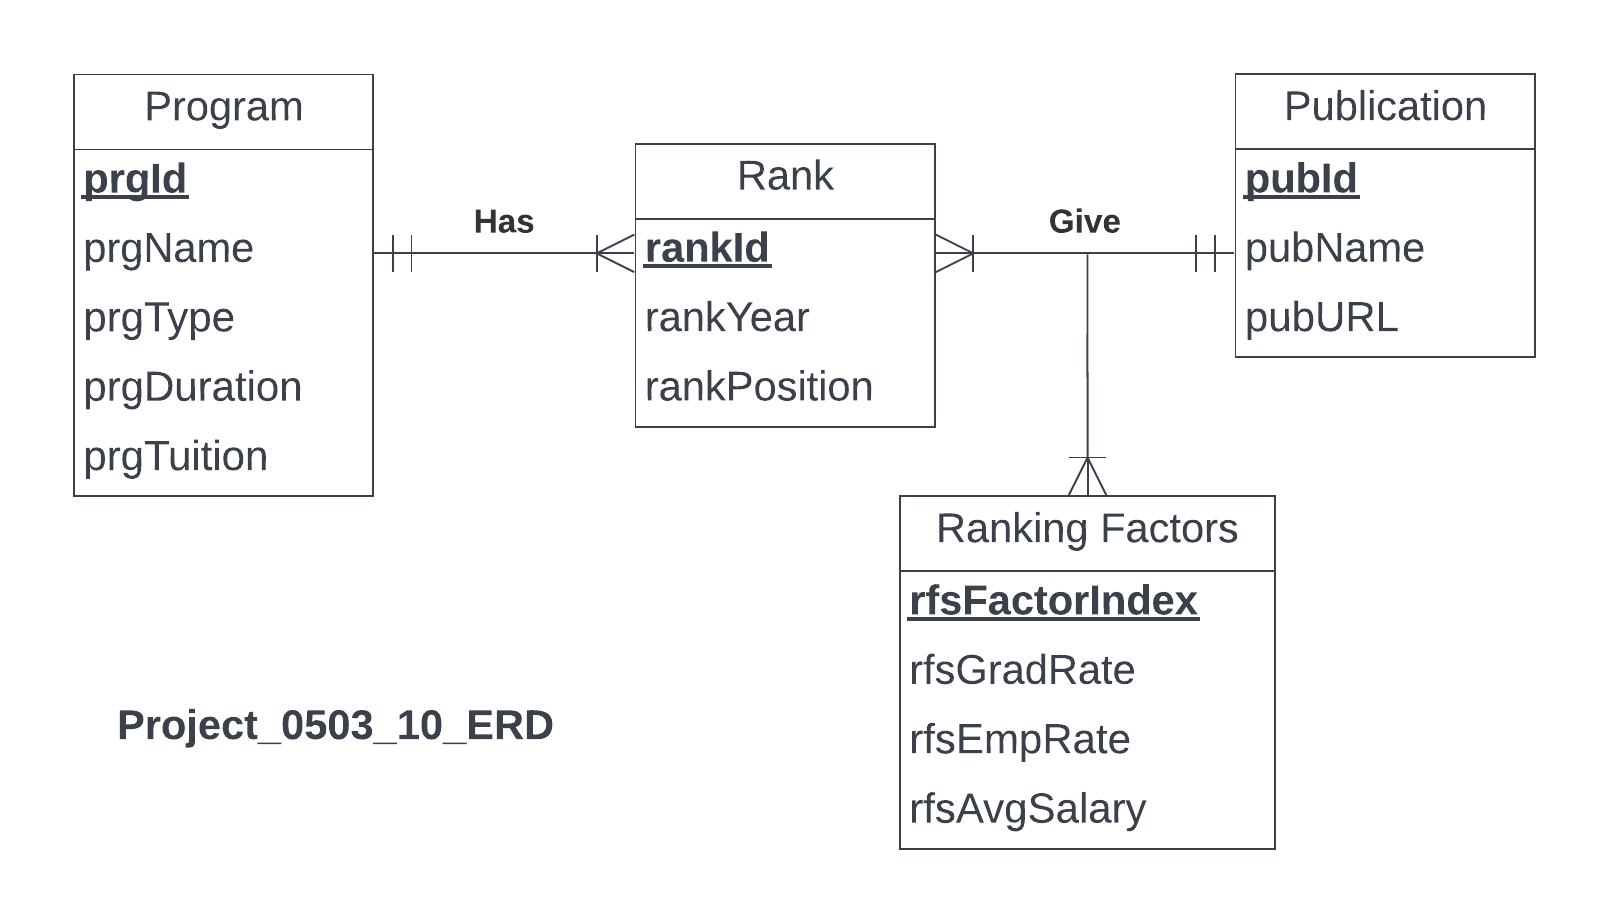 Program
prgId
prgName
prgType
prgDuration
prgTuition
Has
Rank
rankId
rankYear
rankPosition
Give
Publication
pubId
pubName
pubURL
Ranking Factors
rfsFactorIndex
rfsGradRate
rfsEmpRate
rfsAvgSalary
Project_0503_10_ERD